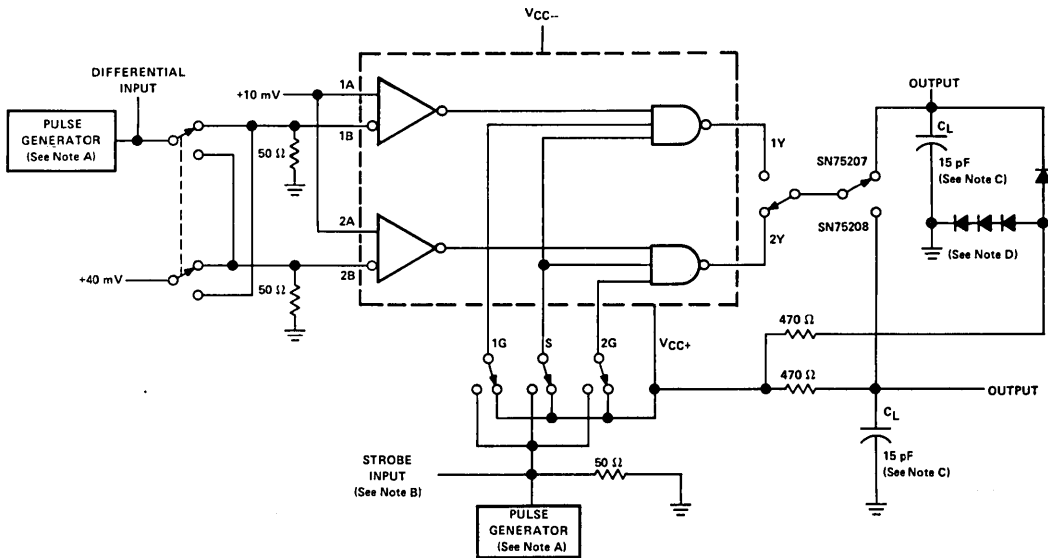 VCC–
DIFFERENTIAL
INPUT
PULSE
GENERATOR
(See Note A)
+10 mV
1A
1B
50 Ω
2A
2B
+40 mV
50 Ω
1Y
2Y
SN75207
SN75208
OUTPUT
CL
15 pF
(See Note C)
(See Note D)
470 Ω
470 Ω
OUTPUT
CL
15 pF
(See Note C)
1G
S
2G
VCC+
STROBE
INPUT
(See Note B)
50 Ω
PULSE
GENERATOR
(See Note A)